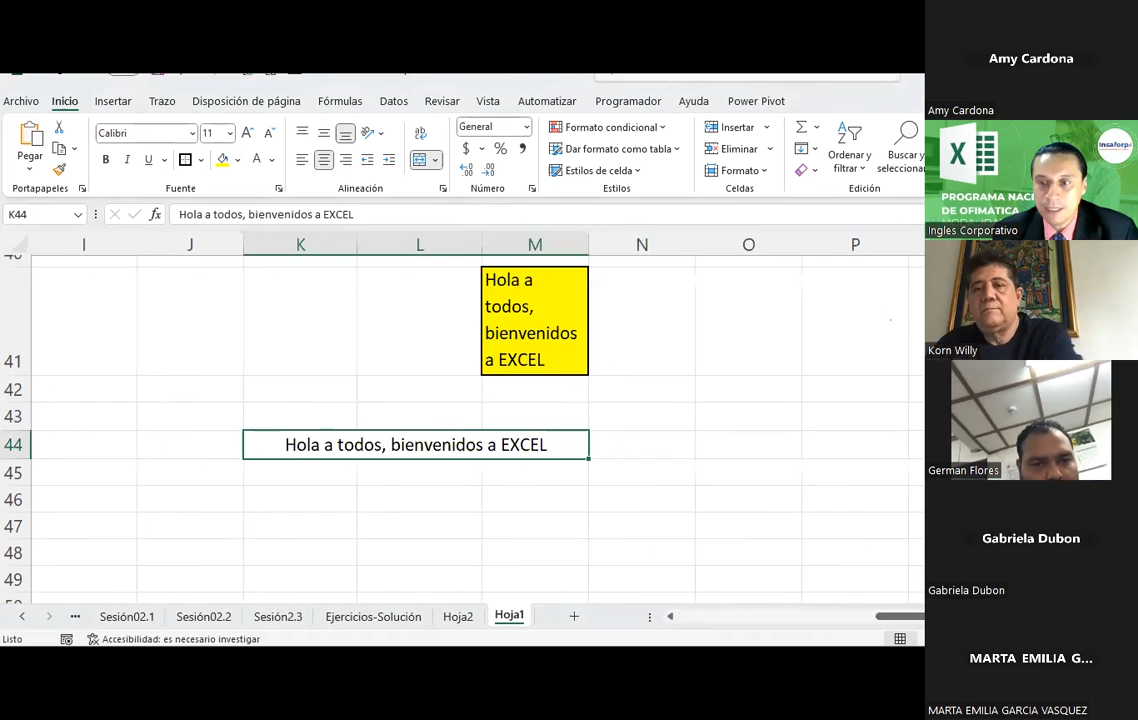 Archivo Inicio Insertar Trazo Disposición de página Fórmulas Datos Revisar Vista Automatizar Programador Ayuda Power Pivot
Pegar
Calibri 11
N K S
General
$ % ,
Formato condicional
Dar formato como tabla
Estilos de celda
Insertar
Eliminar
Formato
Ordenar y
filtrar
Buscar y
seleccionar
Portapapeles Fuente Alineación Número Estilos Celdas Edición
K44 fx Hola a todos, bienvenidos a EXCEL
I J K L M N O P
41
Hola a
todos,
bienvenidos
a EXCEL
42
43
44 Hola a todos, bienvenidos a EXCEL
45
46
47
48
49
Sesión02.1 Sesión02.2 Sesión2.3 Ejercicios-Solución Hoja2 Hoja1
Listo Accesibilidad: es necesario investigar
Amy Cardona
Amy Cardona
insaforp
PROGRAMA NAC
DE OFIMATICA
Ingles Corporativo
Korn Willy
German Flores
Gabriela Dubon
Gabriela Dubon
MARTA EMILIA G...
MARTA EMILIA GARCIA VASQUEZ